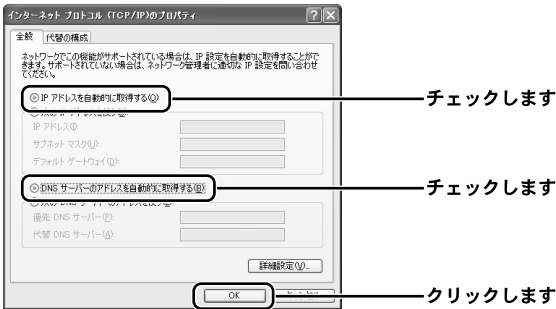 インターネット プロトコル (TCP/IP)のプロパティ
全般 代替の構成
ネットワークでこの機能がサポートされている場合は、IP 設定を自動的に取得することがで
きます。サポートされていない場合は、ネットワーク管理者に適切な IP 設定を問い合わせ
てください。
IP アドレスを自動的に取得する(O)
チェックします
IP アドレス(I):
サブネット マスク(U):
デフォルト ゲートウェイ(D):
DNS サーバーのアドレスを自動的に取得する(B)
チェックします
優先 DNS サーバー(P):
代替 DNS サーバー(A):
詳細設定(V)...
OK
クリックします